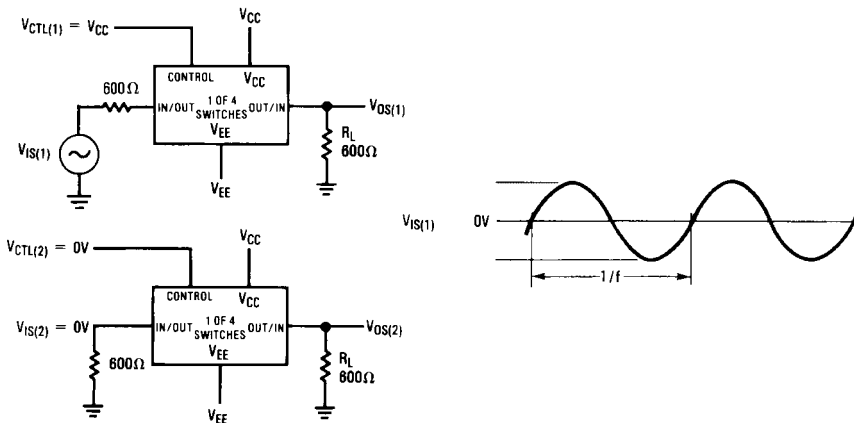 V_CTL(1) = V_CC
V_CC
600Ω
CONTROL
V_CC
IN/OUT
1 OF 4
SWITCHES
OUT/IN
V_OS(1)
V_EE
R_L
600Ω
V_IS(1)
V_EE
V_CTL(2) = 0V
V_CC
CONTROL
V_CC
V_IS(2) = 0V
IN/OUT
1 OF 4
SWITCHES
OUT/IN
V_OS(2)
V_EE
600Ω
R_L
600Ω
V_EE
V_IS(1)
0V
1/f